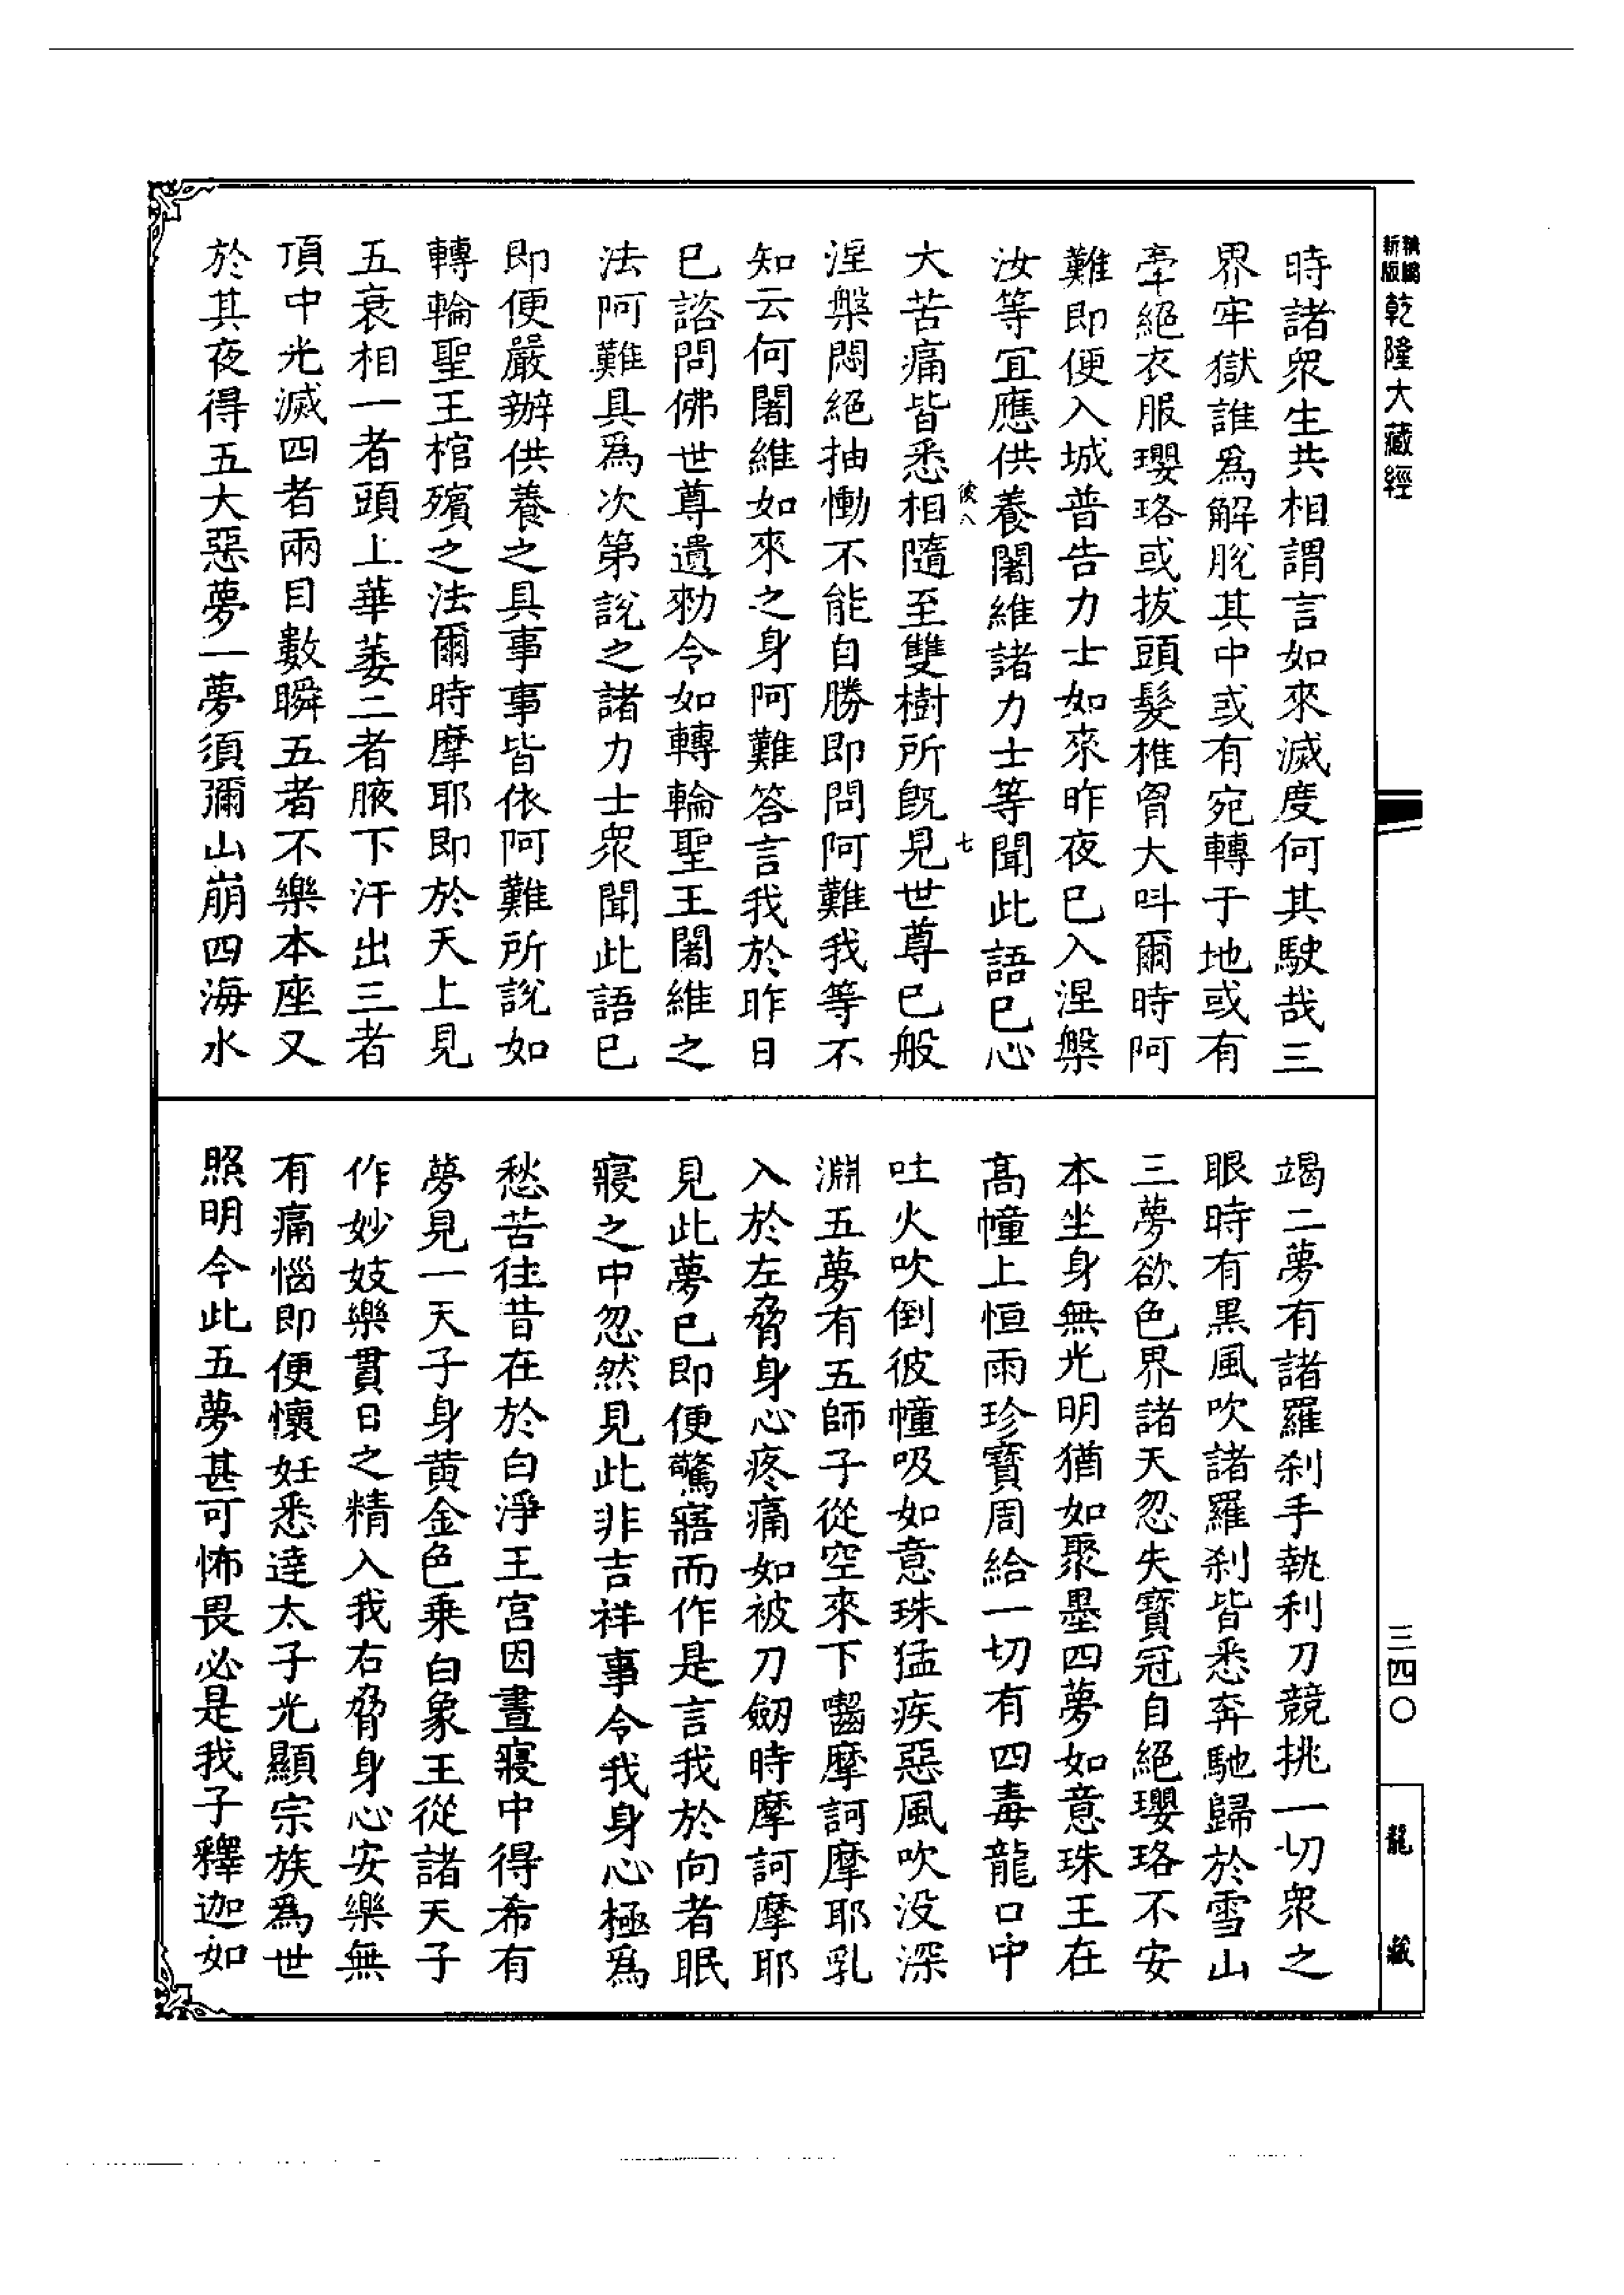 乾隆大藏經
新版
三四〇
龍藏
時諸衆生共相謂言如來滅度何其駛哉三
界牢獄誰爲解脫其中或有宛轉于地或有
牽絕衣服瓔珞或拔頭髮椎胷大呌爾時阿
難即便入城普告力士如來昨夜已入涅槃
汝等宜應供養闍維諸力士等聞此語已心
彼八
七
大苦痛皆悉相隨至雙樹所旣見世尊已般
涅槃悶絕抽慟不能自勝即問阿難我等不
知云何闍維如來之身阿難答言我於昨日
已諮問佛世尊遺勑令如轉輪聖王闍維之
法阿難具爲次第說之諸力士衆聞此語已
即便嚴辦供養之具事事皆依阿難所說如
轉輪聖王棺殯之法爾時摩耶即於天上見
五衰相一者頭上華萎二者腋下汗出三者
頂中光滅四者兩目數瞬五者不樂本座又
於其夜得五大惡夢一夢須彌山崩四海水
竭二夢有諸羅刹手執利刀競挑一切衆之
眼時有黑風吹諸羅刹皆悉奔馳歸於雪山
三夢欲色界諸天忽失寶冠自絕瓔珞不安
本坐身無光明猶如聚墨四夢如意珠王在
高幢上恒雨珍寶周給一切有四毒龍口中
吐火吹倒彼幢吸如意珠猛疾惡風吹没深
淵五夢有五師子從空來下齧摩訶摩耶乳
入於左脅身心疼痛如被刀劒時摩訶摩耶
見此夢已即便驚寤而作是言我於向者眠
寢之中忽然見此非吉祥事令我身心極爲
愁苦往昔在於白淨王宫因晝寢中得希有
夢見一天子身黄金色乗白象王從諸天子
作妙妓樂貫日之精入我右脅身心安樂無
有痛惱即便懷妊悉達太子光顯宗族爲世
照明今此五夢甚可怖畏必是我子釋迦如